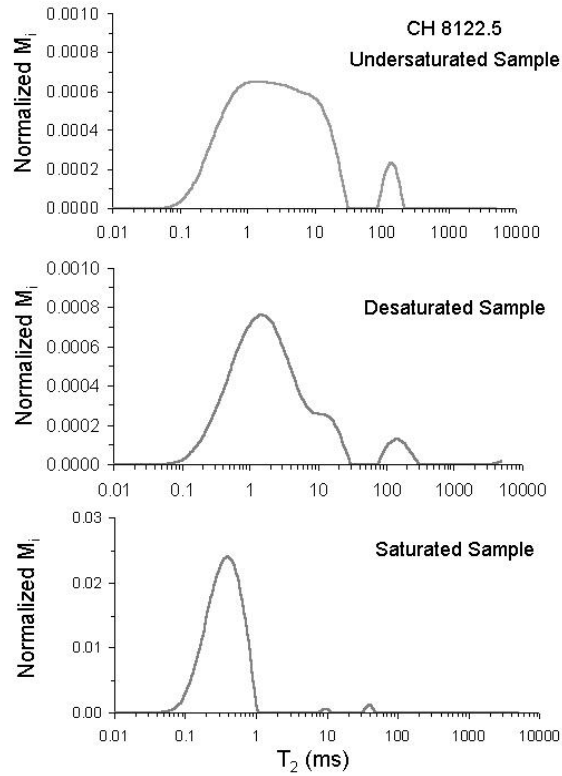 CH 8122.5
Undersaturated Sample
Normalized Mi
0.0010
0.0008
0.0006
0.0004
0.0002
0.0000
0.01 0.1 1 10 100 1000 10000
Desaturated Sample
Normalized Mi
0.0010
0.0008
0.0006
0.0004
0.0002
0.0000
0.01 0.1 1 10 100 1000 10000
Saturated Sample
Normalized Mi
0.03
0.02
0.01
0.00
0.01 0.1 1 10 100 1000 10000
T2 (ms)